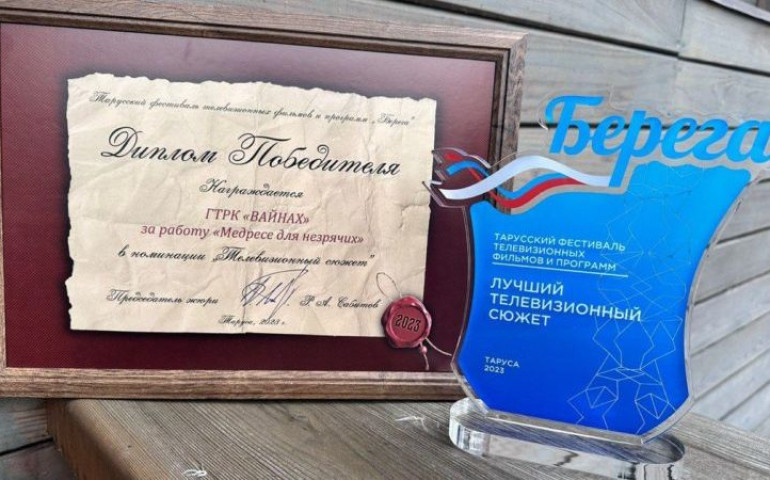 Тарусский фестиваль телевизионных фильмов и программ „Берега"
Диплом Победителя
Награждается
ГТРК «ВАЙНАХ»
за работу «Медресе для незрячих»
в номинации „Телевизионный сюжет"
Председатель жюри Р. А. Сабитов
Таруса, 2023 г.
2023
Берега
ТАРУССКИЙ ФЕСТИВАЛЬ
ТЕЛЕВИЗИОННЫХ
ФИЛЬМОВ И ПРОГРАММ
ЛУЧШИЙ
ТЕЛЕВИЗИОННЫЙ
СЮЖЕТ
ТАРУСА
2023